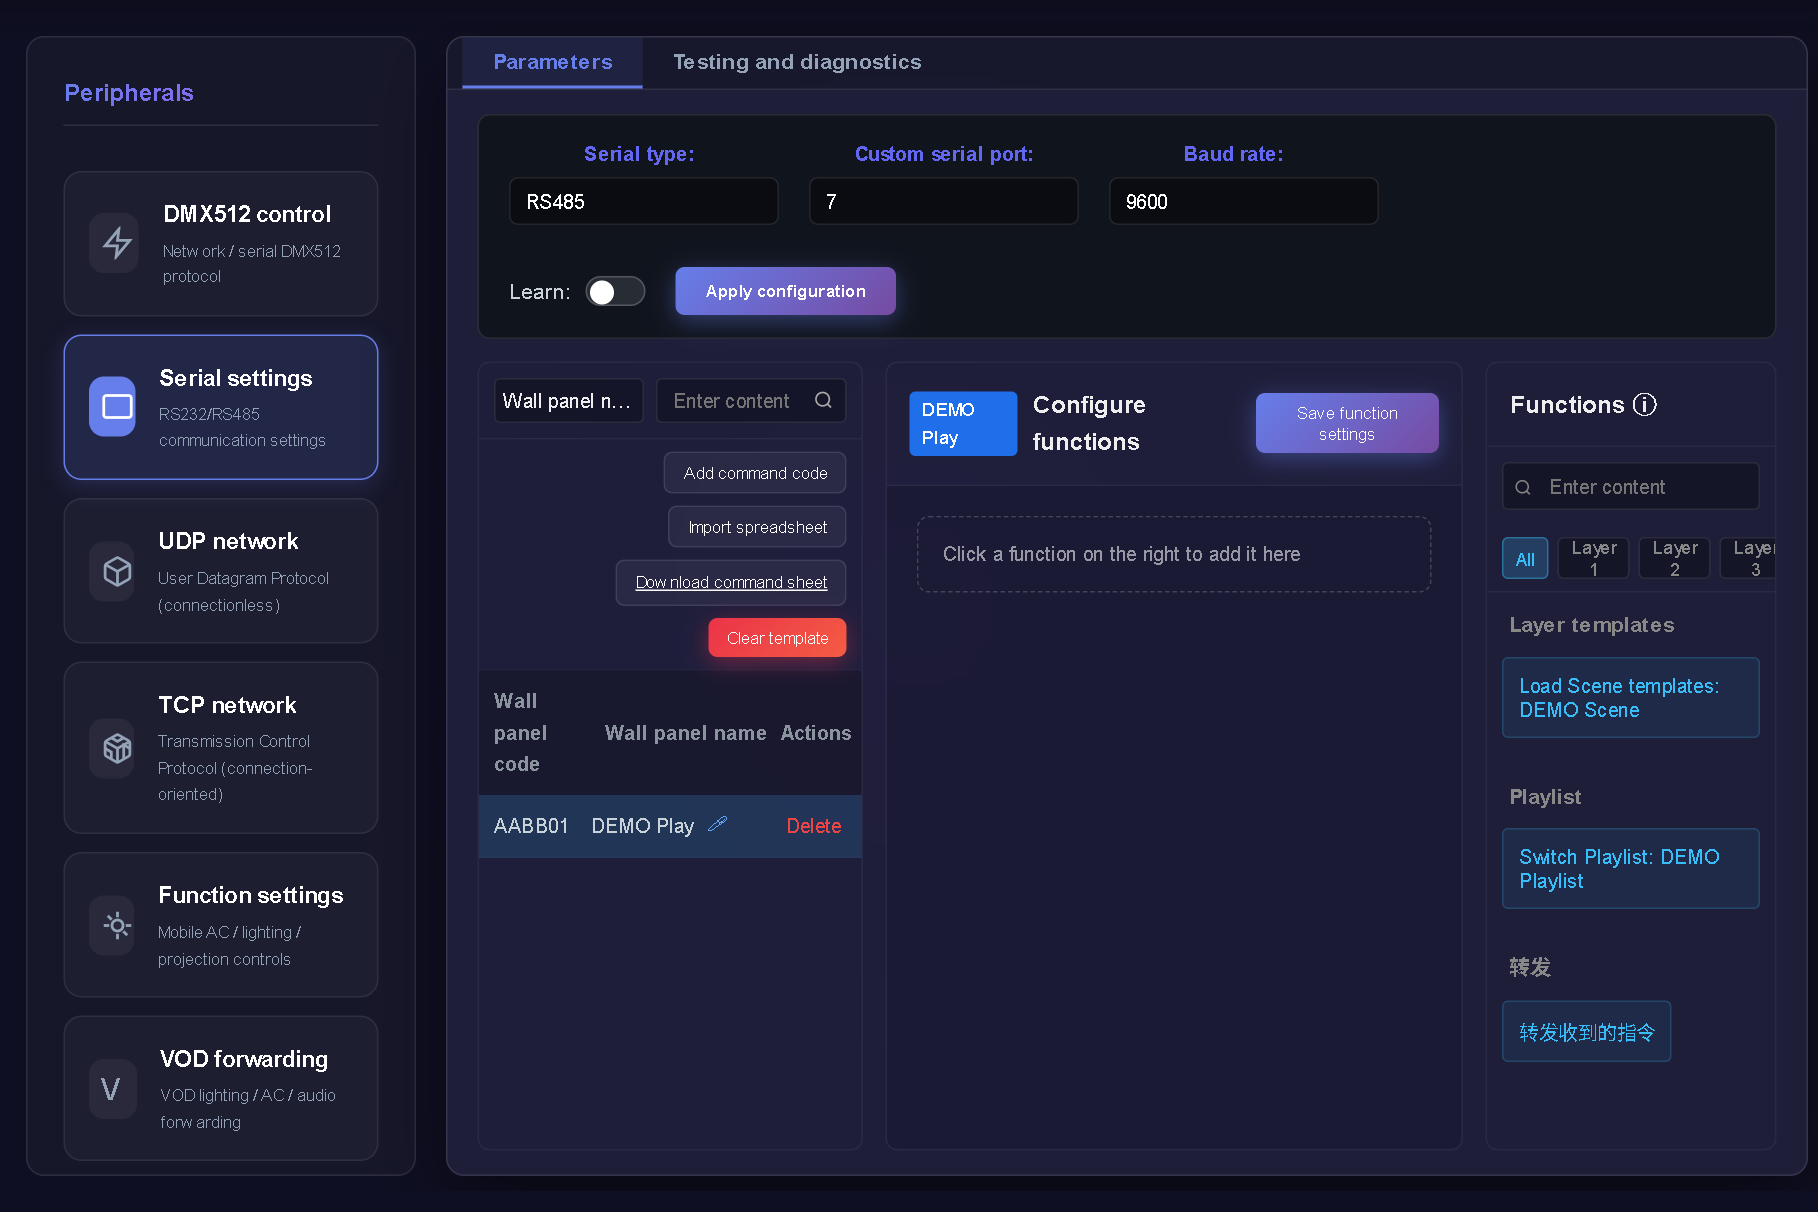 Peripherals
DMX512 control
Network / serial DMX512
protocol
Serial settings
RS232/RS485
communication settings
UDP network
User Datagram Protocol
(connectionless)
TCP network
Transmission Control
Protocol (connection-
oriented)
Function settings
Mobile AC / lighting /
projection controls
V
VOD forwarding
VOD lighting / AC / audio
forwarding
Parameters
Testing and diagnostics
Serial type:
Custom serial port:
Baud rate:
RS485
7
9600
Learn:
Apply configuration
Wall panel n...
Enter content
Add command code
Import spreadsheet
Download command sheet
Clear template
Wall
panel
code
Wall panel name
Actions
AABB01
DEMO Play
Delete
DEMO
Play
Configure
functions
Save function
settings
Click a function on the right to add it here
Functions
Enter content
All
Layer
1
Layer
2
Layer
3
Layer templates
Load Scene templates:
DEMO Scene
Playlist
Switch Playlist: DEMO
Playlist
转发
转发收到的指令